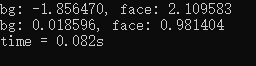 bg: -1.856470, face: 2.109583
bg: 0.018596, face: 0.981404
time = 0.082s